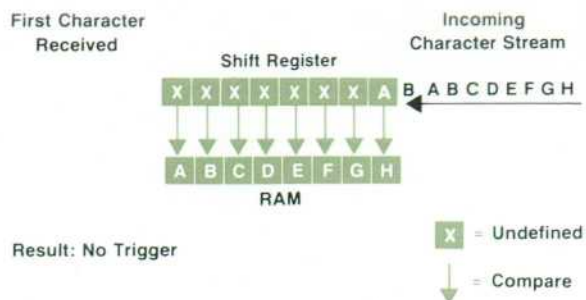 First Character
Received
Incoming
Character Stream
Shift Register
X X X X X X X A B A B C D E F G H
A B C D E F G H
RAM
Result: No Trigger
X = Undefined
= Compare